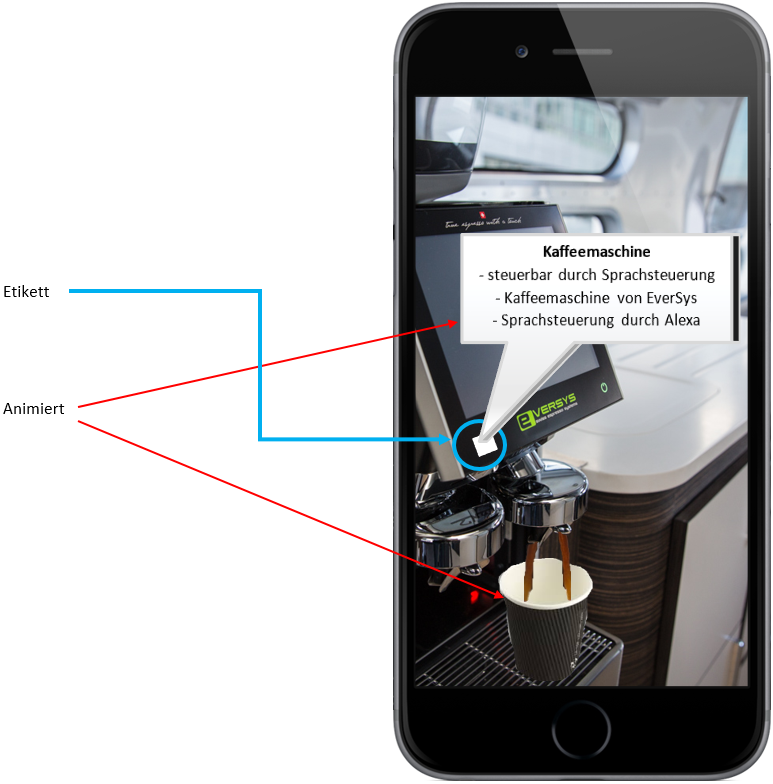 true espresso with a touch
Kaffeemaschine
- steuerbar durch Sprachsteuerung
- Kaffeemaschine von EverSys
- Sprachsteuerung durch Alexa
Etikett
Animiert
eVERSYS